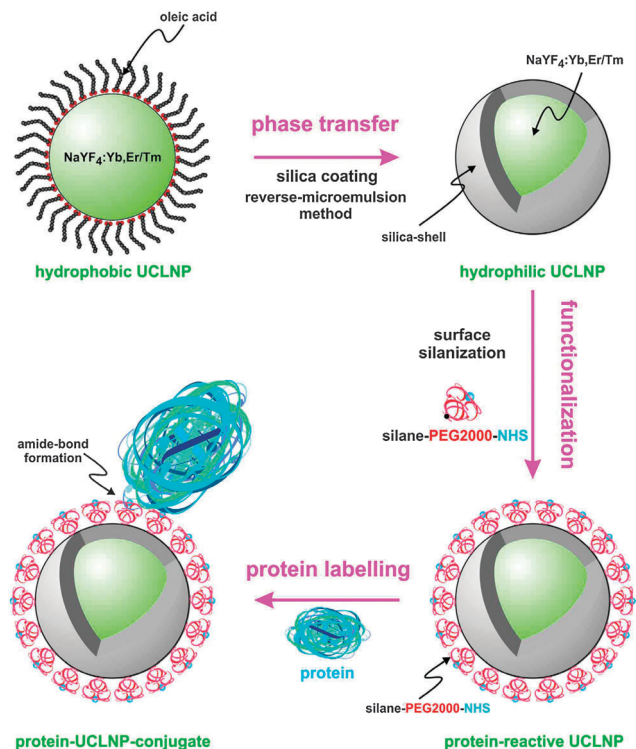 oleic acid
NaYF₄:Yb,Er/Tm
hydrophobic UCLNP
phase transfer
silica coating
reverse-microemulsion
method
NaYF₄:Yb,Er/Tm
silica-shell
hydrophilic UCLNP
functionalization
surface
silanization
silane-PEG2000-NHS
amide-bond
formation
protein labelling
protein
silane-PEG2000-NHS
protein-UCLNP-conjugate
protein-reactive UCLNP